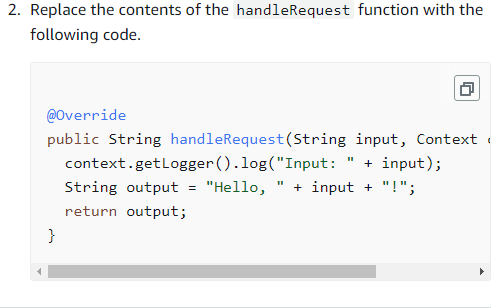 2. Replace the contents of the handleRequest function with the
following code.
@Override
public String handleRequest(String input, Context
context.getLogger().log("Input: " + input);
String output = "Hello, " + input + "!";
return output;
}